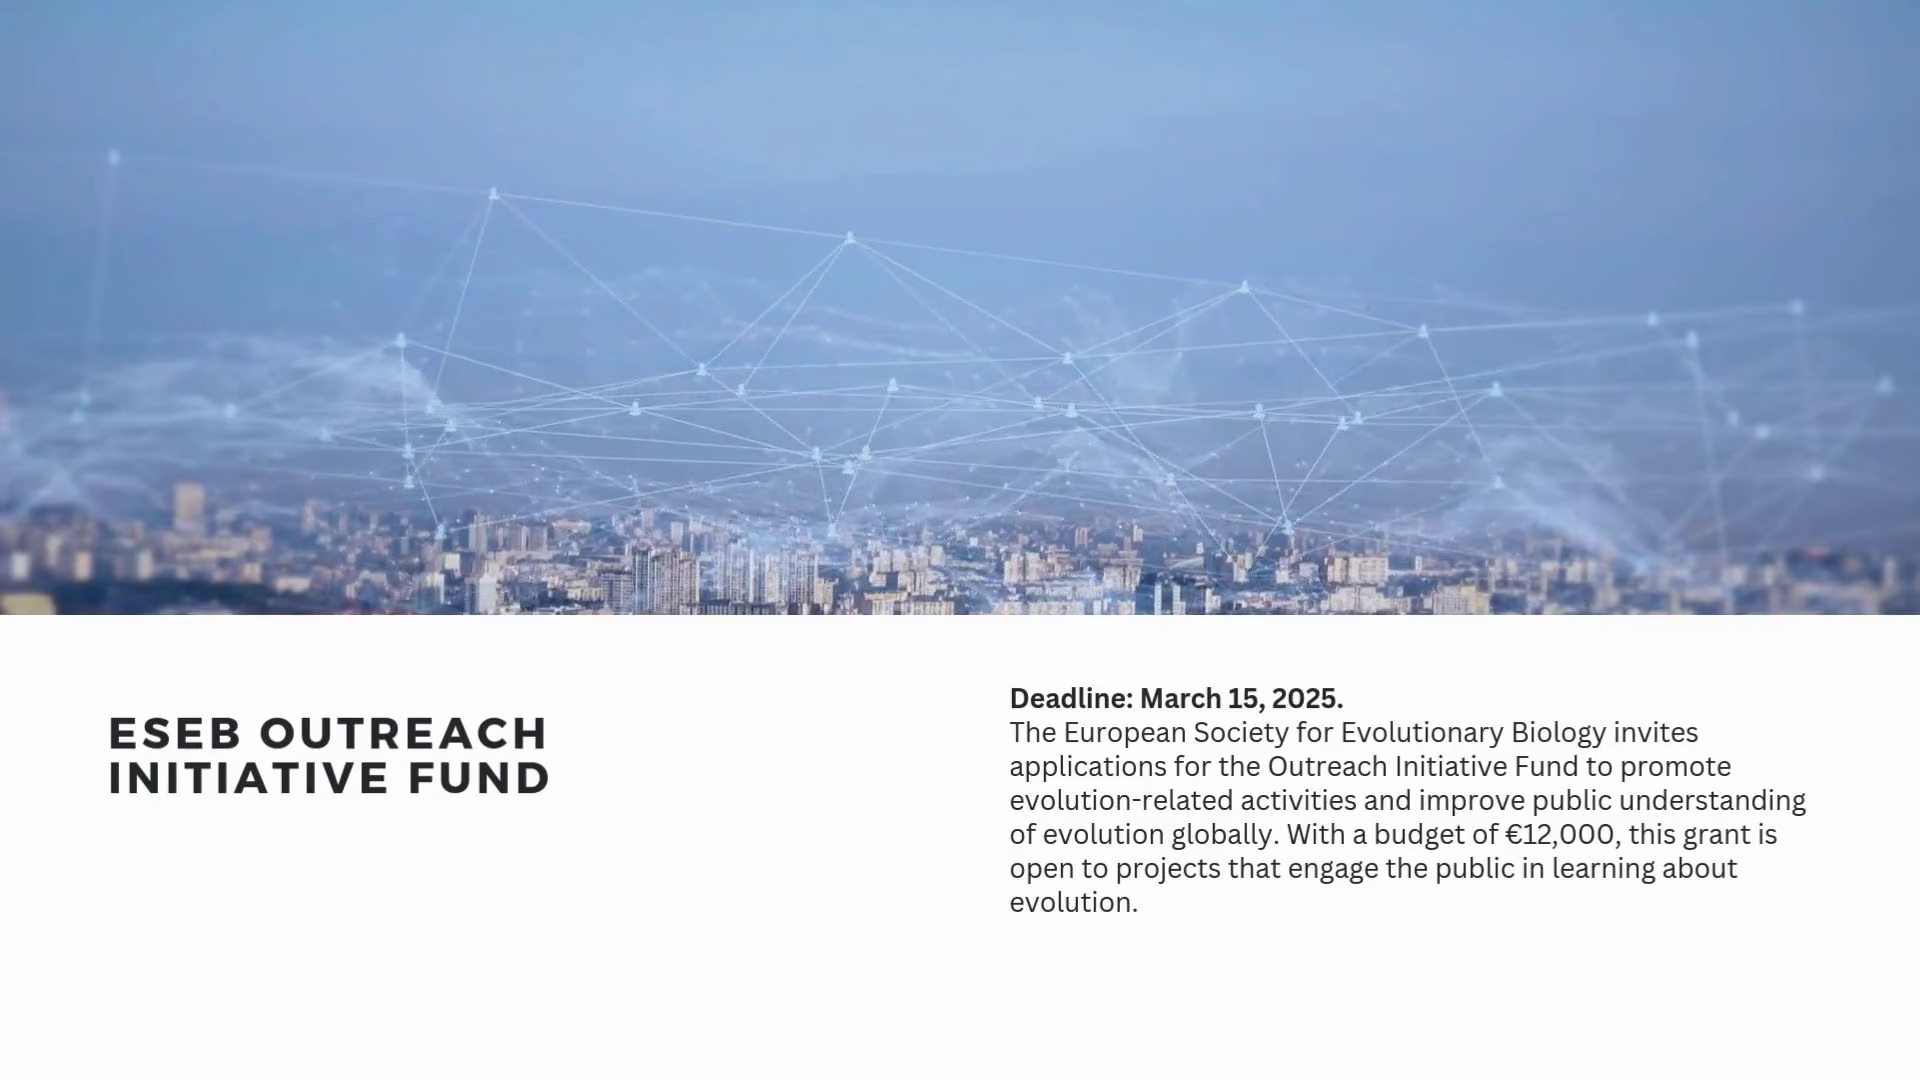 ESEB OUTREACH
INITIATIVE FUND
Deadline: March 15, 2025.
The European Society for Evolutionary Biology invites
applications for the Outreach Initiative Fund to promote
evolution-related activities and improve public understanding
of evolution globally. With a budget of €12,000, this grant is
open to projects that engage the public in learning about
evolution.